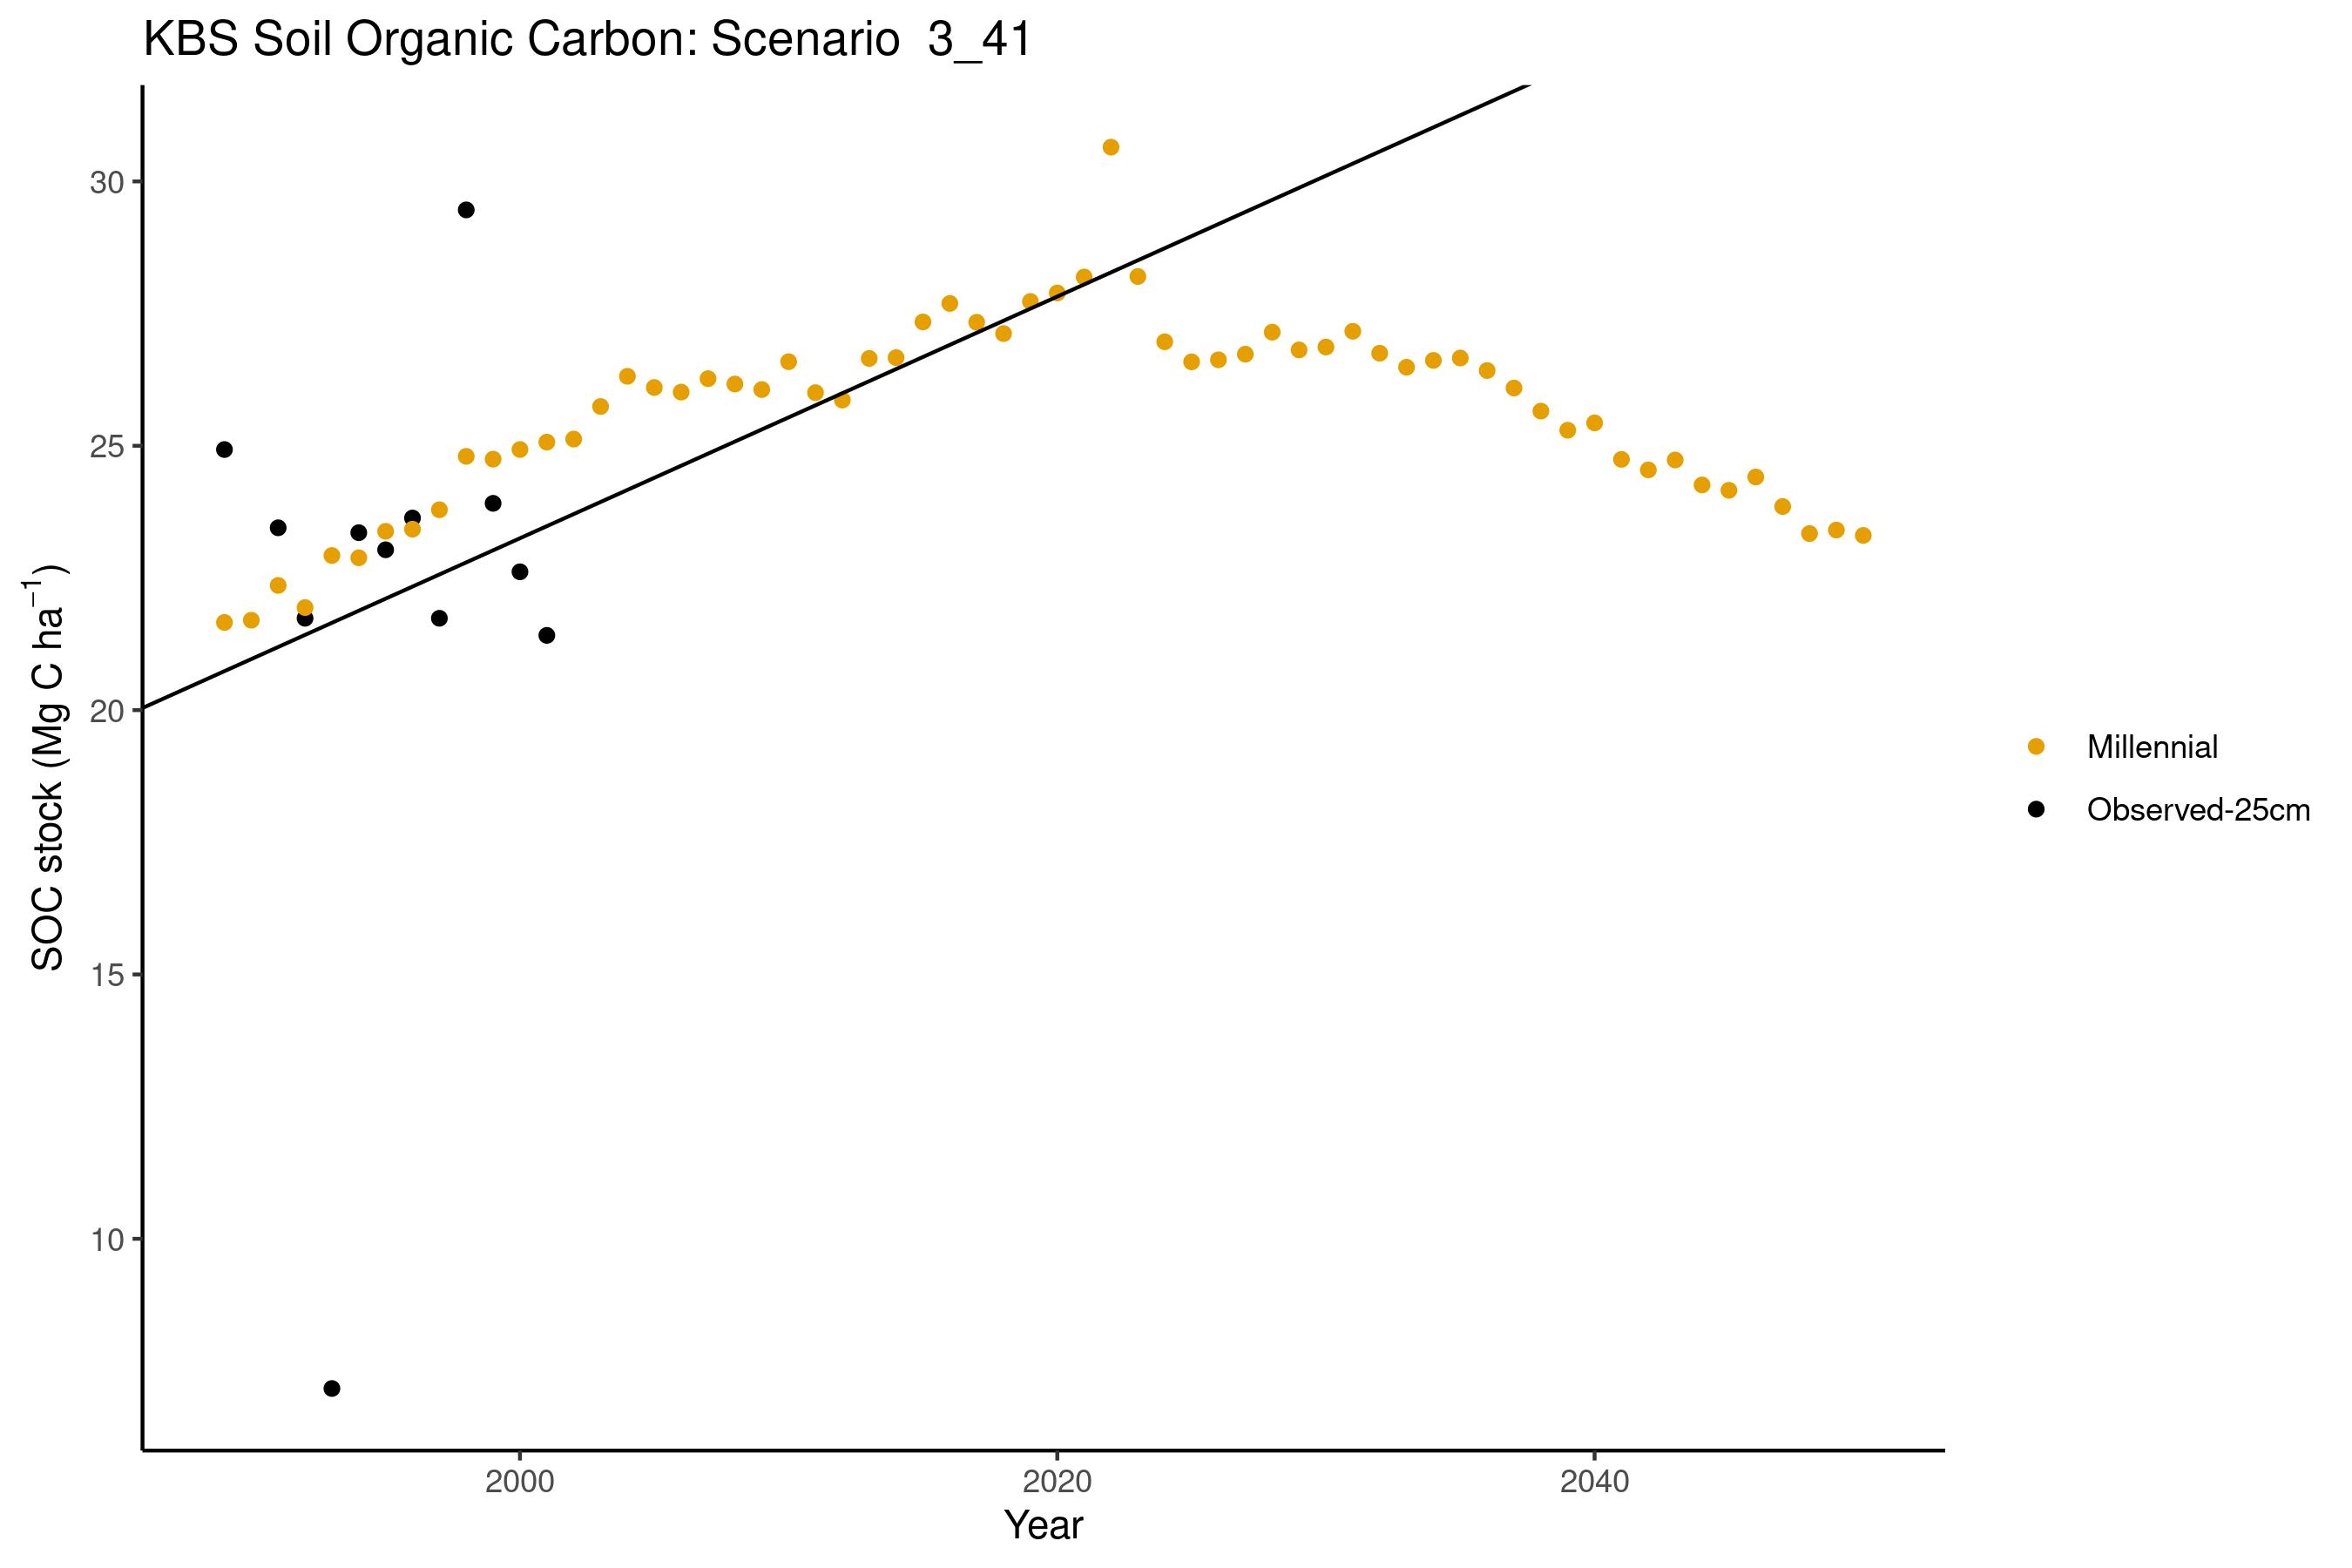 KBS Soil Organic Carbon: Scenario  3_41
SOC stock (Mg C ha⁻¹)
30
25
20
15
10
2000
2020
2040
Year
Millennial
Observed-25cm